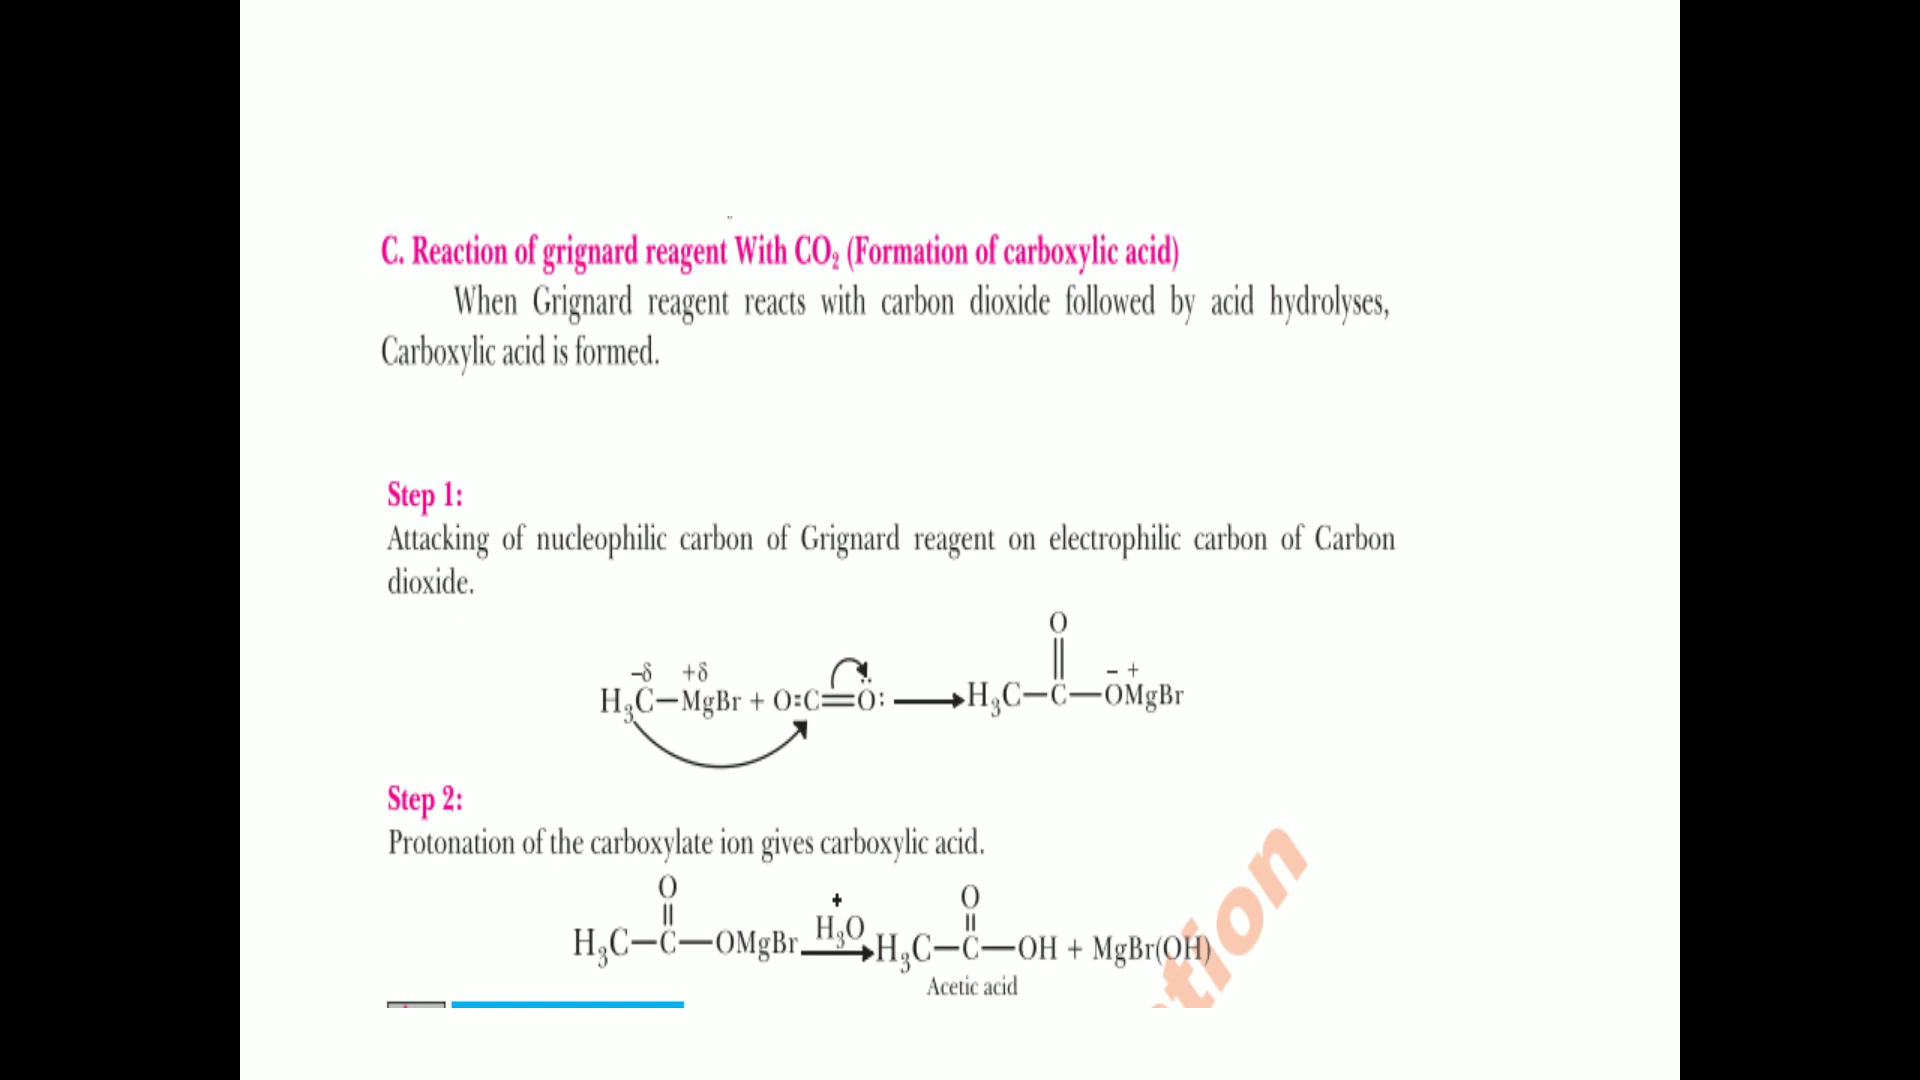 C. Reaction of grignard reagent With CO₂ (Formation of carboxylic acid)
When Grignard reagent reacts with carbon dioxide followed by acid hydrolyses,
Carboxylic acid is formed.
Step 1:
Attacking of nucleophilic carbon of Grignard reagent on electrophilic carbon of Carbon
dioxide.
O
−δ +δ − +
H₃C−MgBr + O=C=O: → H₃C−C−OMgBr
Step 2:
Protonation of the carboxylate ion gives carboxylic acid.
O + O
H₃C−C−OMgBr H₃O → H₃C−C−OH + MgBr(OH)
Acetic acid
tion